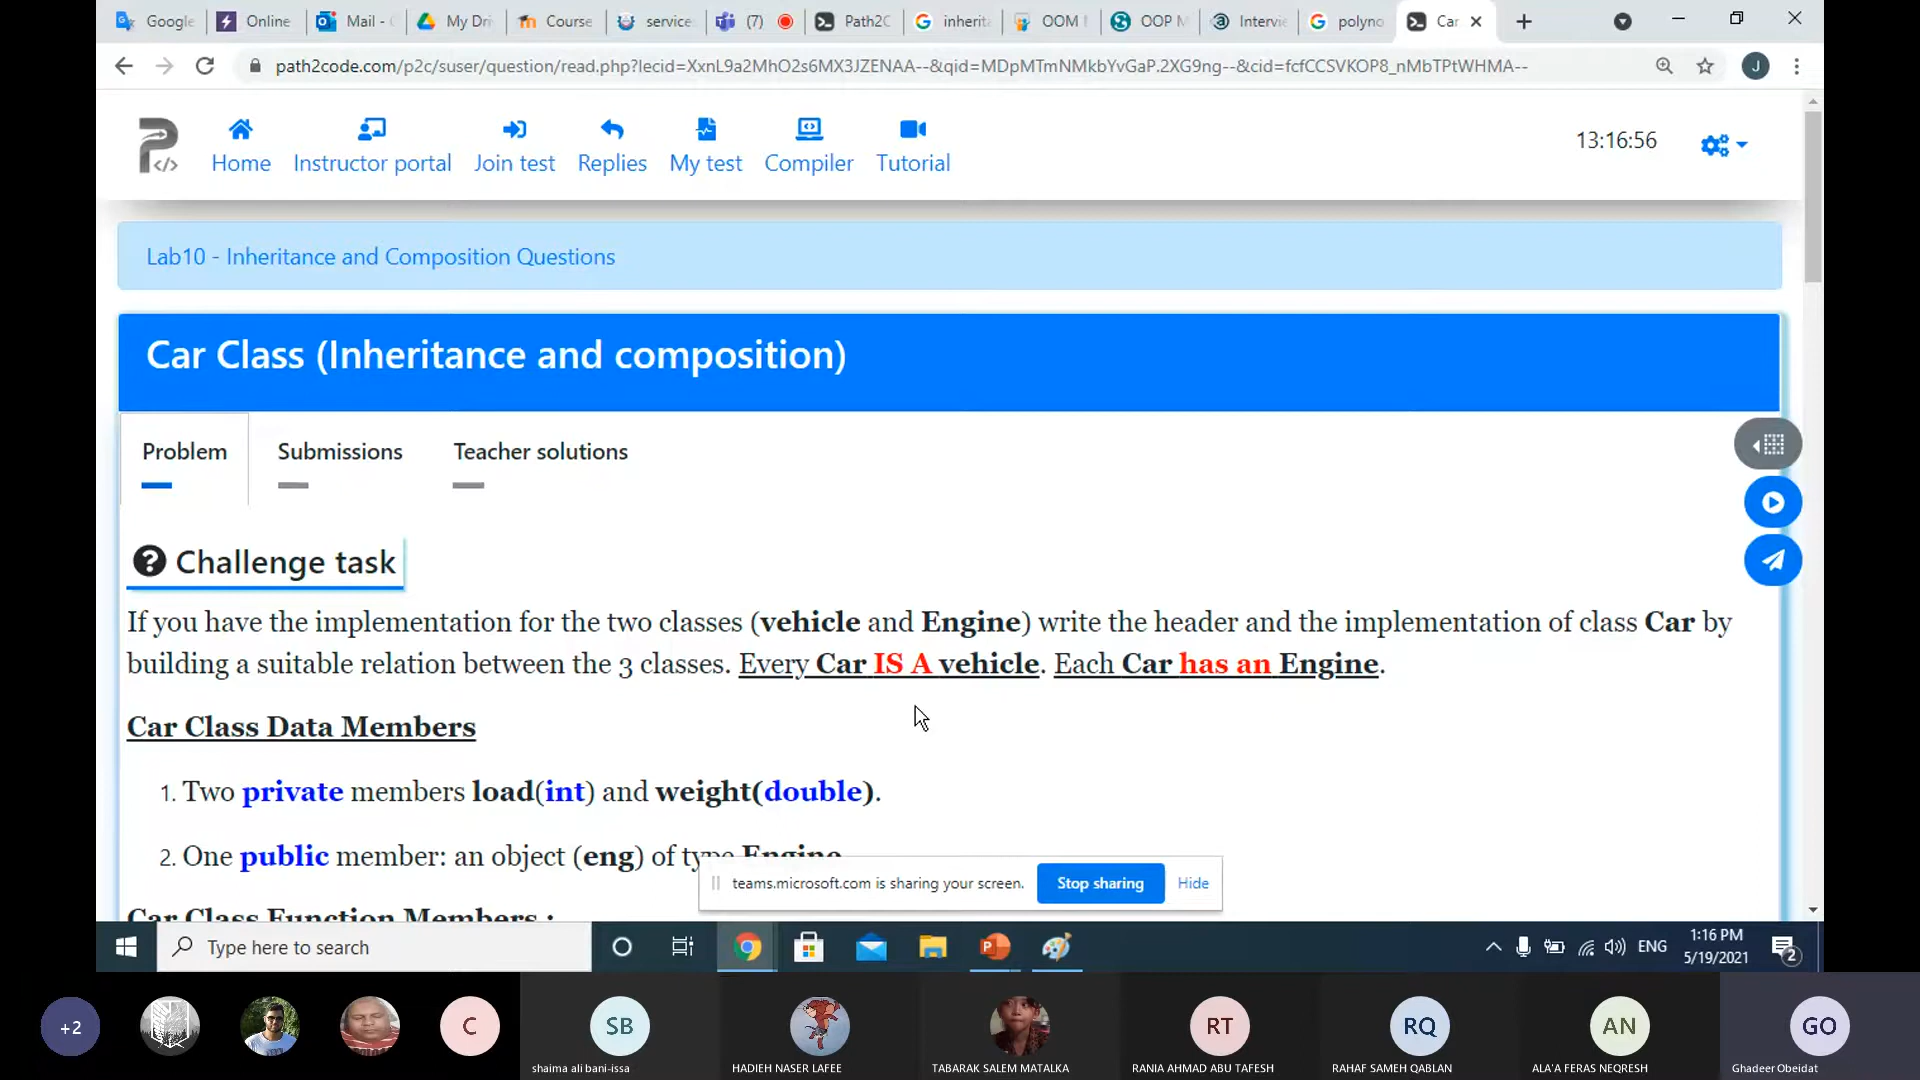 Google
Online
Mail - 
My Dri
Course
service
(7)
Path2C
inherita
OOM
OOP M
Intervie
polyno
Car
path2code.com/p2c/suser/question/read.php?lecid=XxnL9a2MhO2s6MX3JZENAA--&qid=MDpMTmNMkbYvGaP.2XG9ng--&cid=fcfCCSVKOP8_nMbTPtWHMA--
J
Home
Instructor portal
Join test
Replies
My test
Compiler
Tutorial
13:16:56
Lab10 - Inheritance and Composition Questions
Car Class (Inheritance and composition)
Problem
Submissions
Teacher solutions
Challenge task
If you have the implementation for the two classes (vehicle and Engine) write the header and the implementation of class Car by
building a suitable relation between the 3 classes. Every Car IS A vehicle. Each Car has an Engine.
Car Class Data Members
1. Two private members load(int) and weight(double).
2. One public member: an object (eng) of type Engine.
Car Class Function Members :
teams.microsoft.com is sharing your screen.
Stop sharing
Hide
Type here to search
ENG
1:16 PM
5/19/2021
2
+2
C
SB
RT
RQ
AN
GO
shaima ali bani-issa
HADIEH NASER LAFEE
TABARAK SALEM MATALKA
RANIA AHMAD ABU TAFESH
RAHAF SAMEH QABLAN
ALA'A FERAS NEQRESH
Ghadeer Obeidat